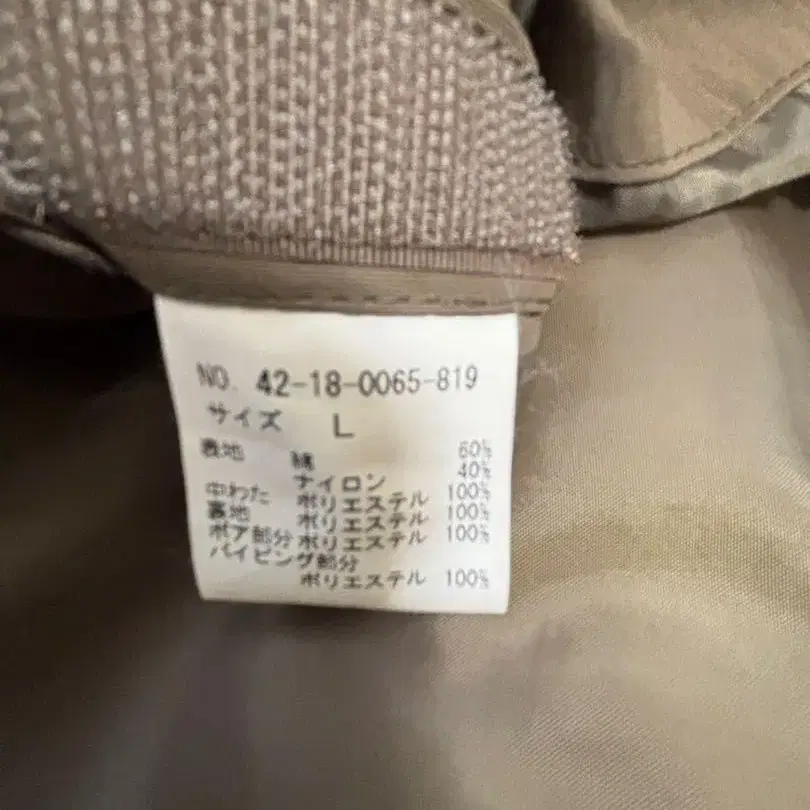 NO. 42-18-0065-819
サイズ L
表地 綿 60%
ナイロン 40%
中わた ポリエステル 100%
裏地 ポリエステル 100%
ボア部分 ポリエステル 100%
パイピング部分
ポリエステル 100%